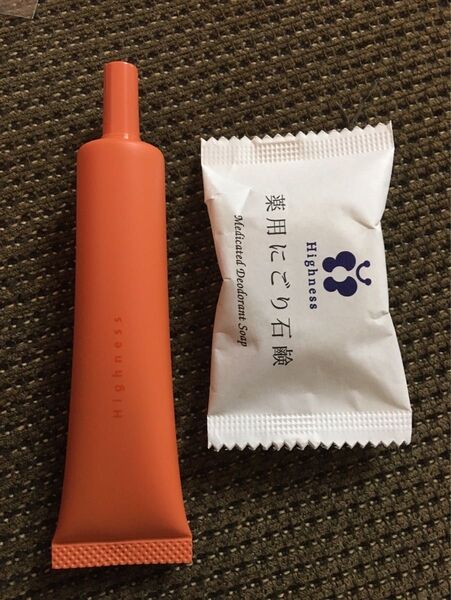 Highness
Highness
薬用にごり石鹸
Medicated Deodorant Soap